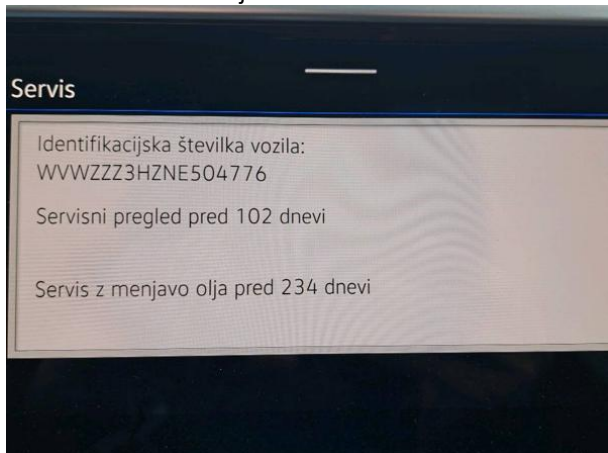 Servis
Identifikacijska številka vozila:
WVWZZZ3HZNE504776
Servisni pregled pred 102 dnevi
Servis z menjavo olja pred 234 dnevi